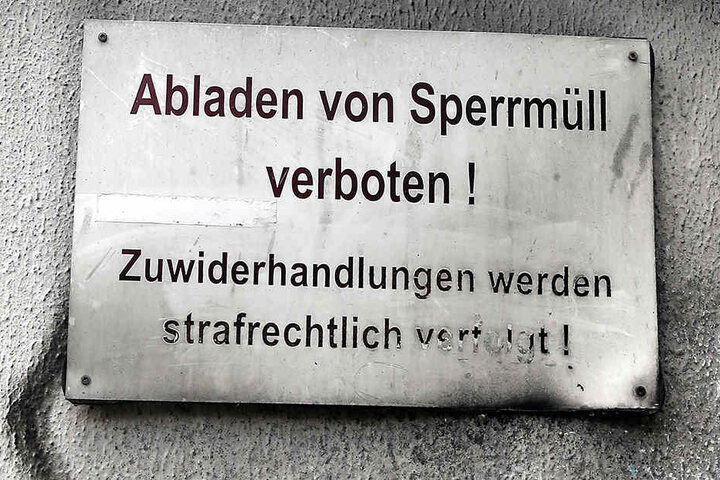 Abladen von Sperrmüll
verboten !
Zuwiderhandlungen werden
strafrechtlich verfolgt !